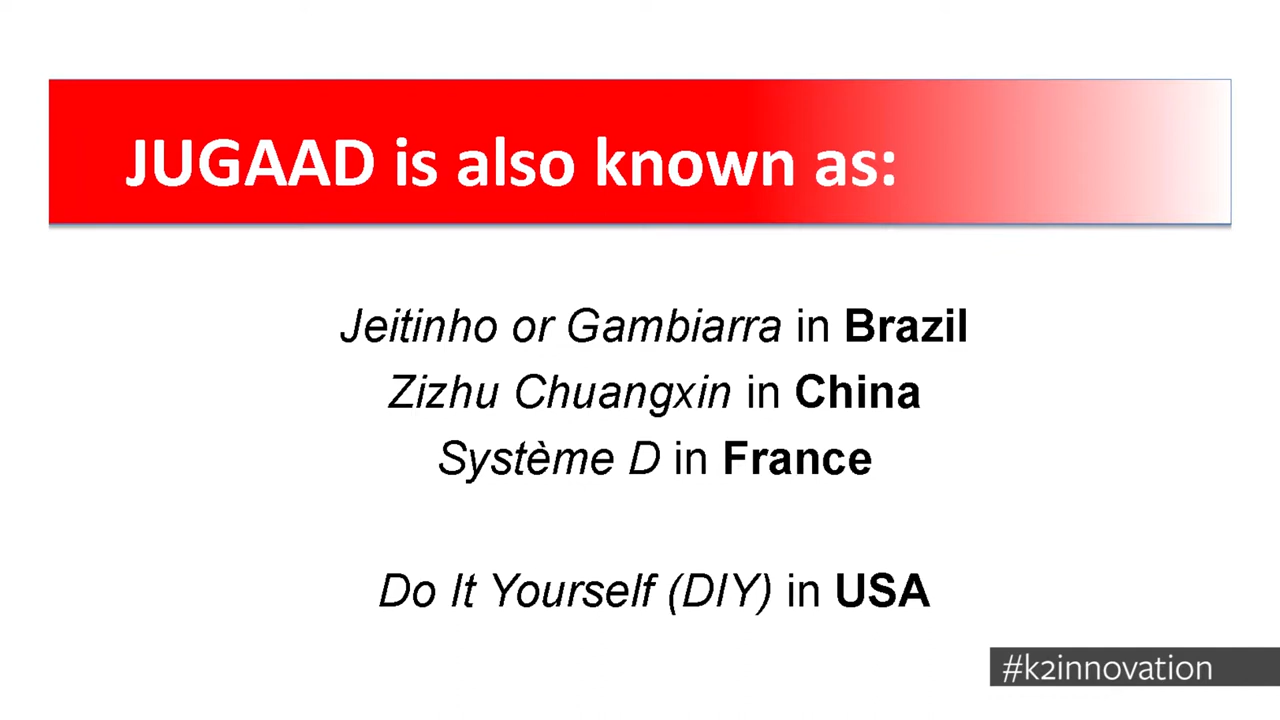 JUGAAD is also known as:
Jeitinho or Gambiarra in Brazil
Zizhu Chuangxin in China
Système D in France
Do It Yourself (DIY) in USA
#k2innovation